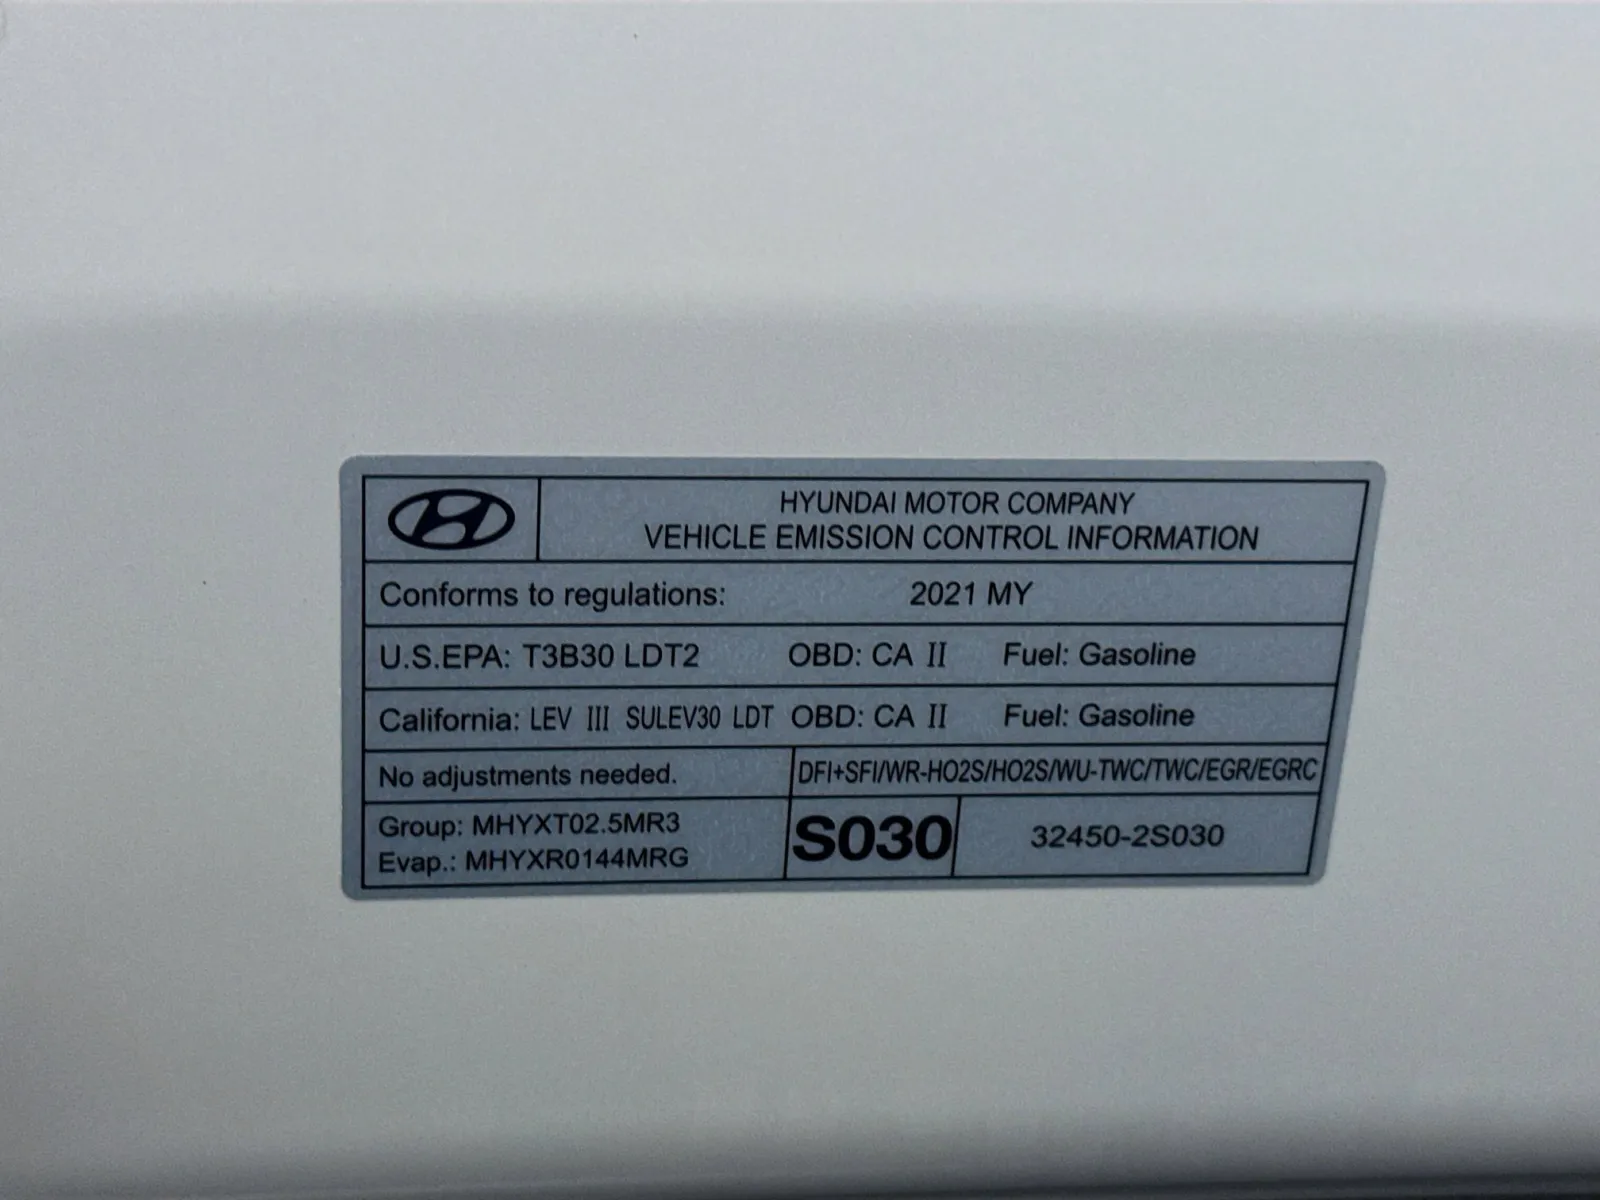 HYUNDAI MOTOR COMPANY
VEHICLE EMISSION CONTROL INFORMATION
Conforms to regulations: 2021 MY
U.S.EPA: T3B30 LDT2 OBD: CA II Fuel: Gasoline
California: LEV III SULEV30 LDT OBD: CA II Fuel: Gasoline
No adjustments needed. DFI+SFI/WR-HO2S/HO2S/WU-TWC/TWC/EGR/EGRC
Group: MHYXT02.5MR3
Evap.: MHYXR0144MRG
S030 32450-2S030